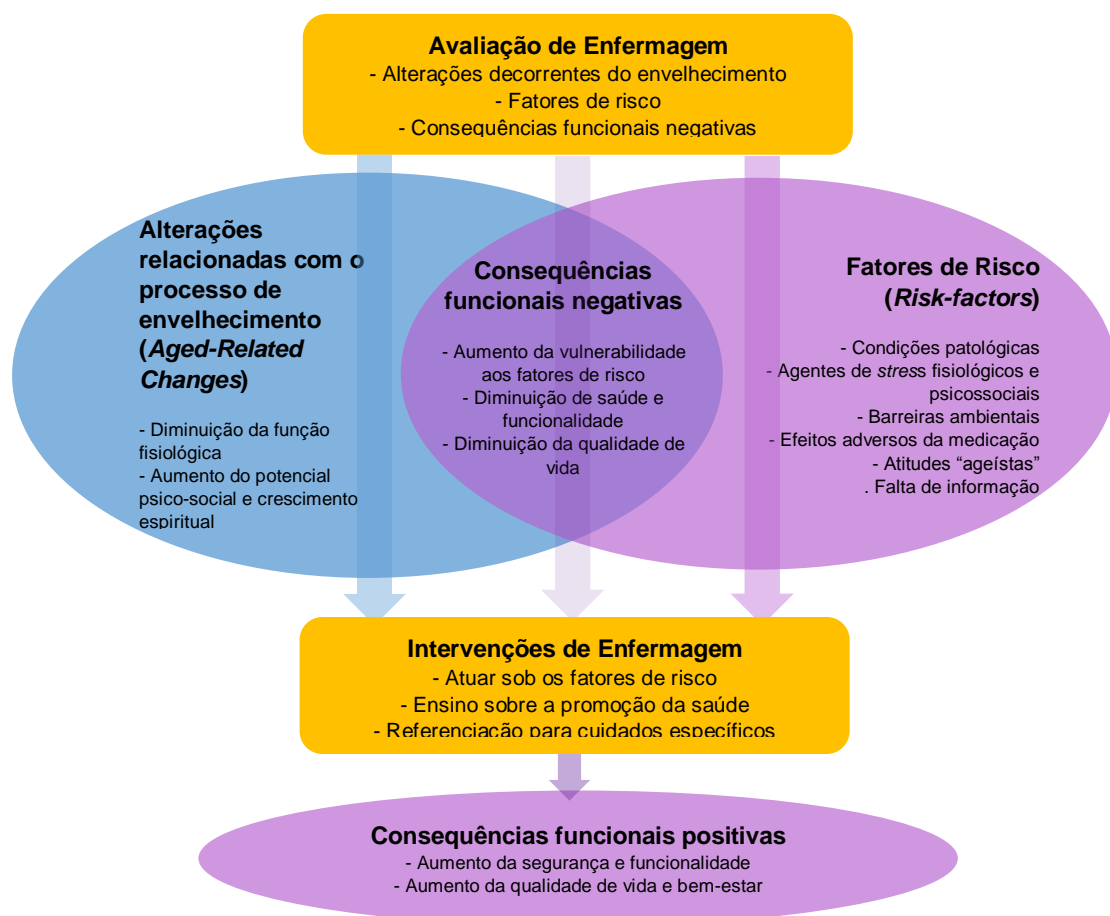 Avaliação de Enfermagem
- Alterações decorrentes do envelhecimento
- Fatores de risco
- Consequências funcionais negativas
Alterações
relacionadas com o
processo de
envelhecimento
(Aged-Related
Changes)
- Diminuição da função
fisiológica
- Aumento do potencial
psico-social e crescimento
espiritual
Consequências
funcionais negativas
- Aumento da vulnerabilidade
aos fatores de risco
- Diminuição de saúde e
funcionalidade
- Diminuição da qualidade de
vida
Fatores de Risco
(Risk-factors)
- Condições patológicas
- Agentes de stress fisiológicos e
psicossociais
- Barreiras ambientais
- Efeitos adversos da medicação
- Atitudes “ageístas”
. Falta de informação
Intervenções de Enfermagem
- Atuar sob os fatores de risco
- Ensino sobre a promoção da saúde
- Referenciação para cuidados específicos
Consequências funcionais positivas
- Aumento da segurança e funcionalidade
- Aumento da qualidade de vida e bem-estar